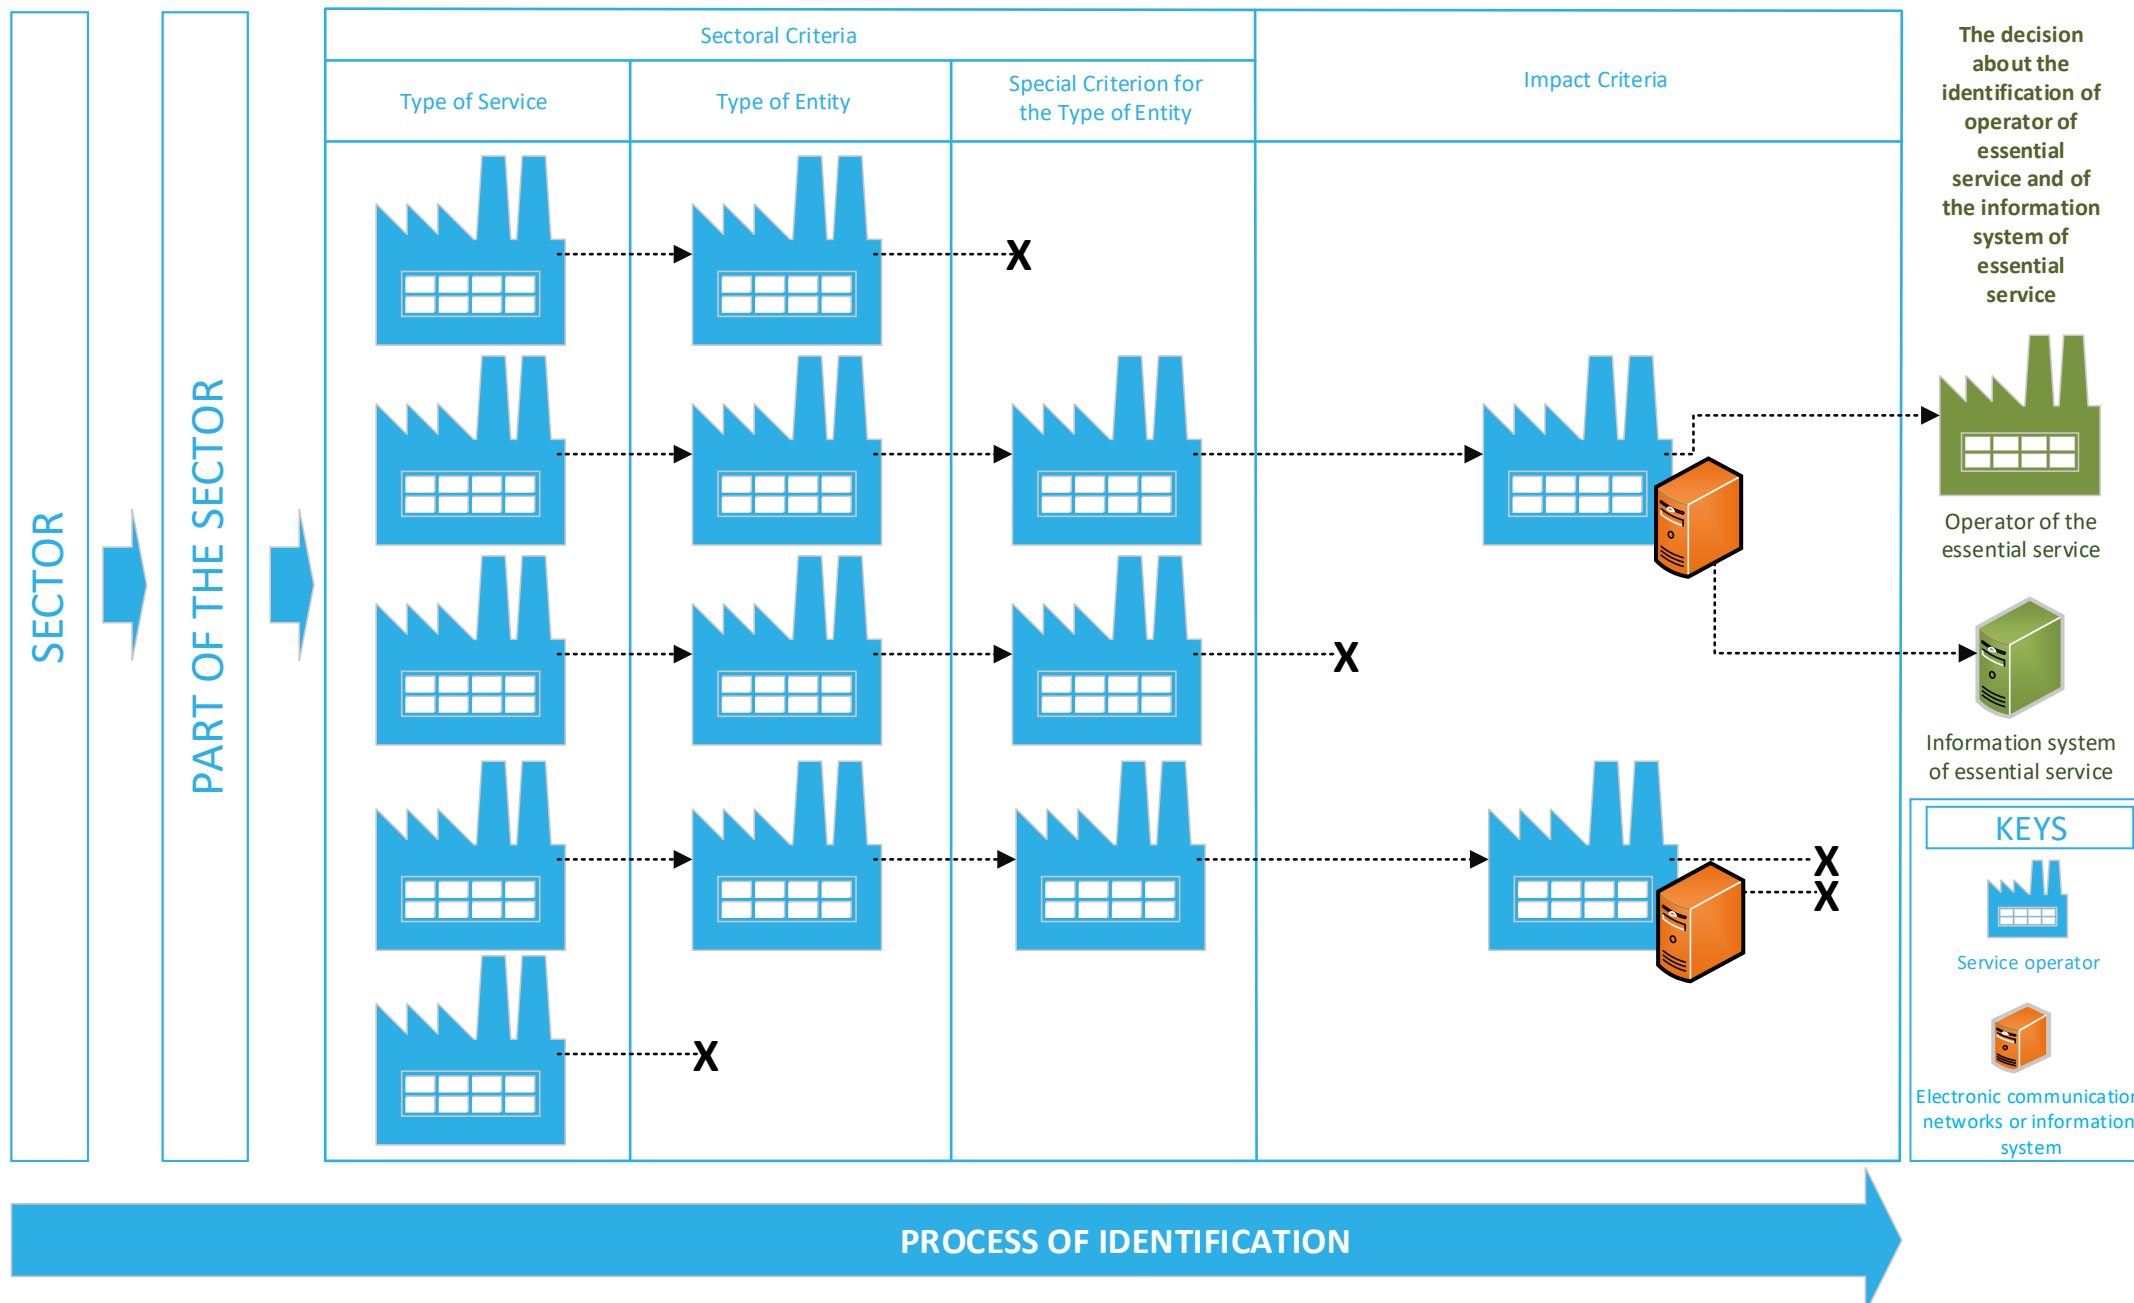 SECTOR
PART OF THE SECTOR
Sectoral Criteria
Type of Service
Type of Entity
Special Criterion for
the Type of Entity
Impact Criteria
X
X
X
X
X
The decision
about the
identification of
operator of
essential
service and of
the information
system of
essential
service
Operator of the
essential service
Information system
of essential service
KEYS
Service operator
Electronic communication
networks or information
system
PROCESS OF IDENTIFICATION